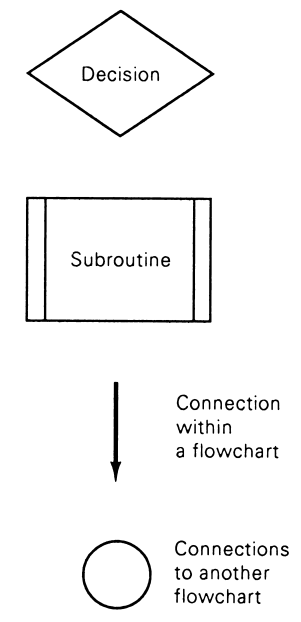 Decision
Subroutine
Connection
within
a flowchart
Connections
to another
flowchart